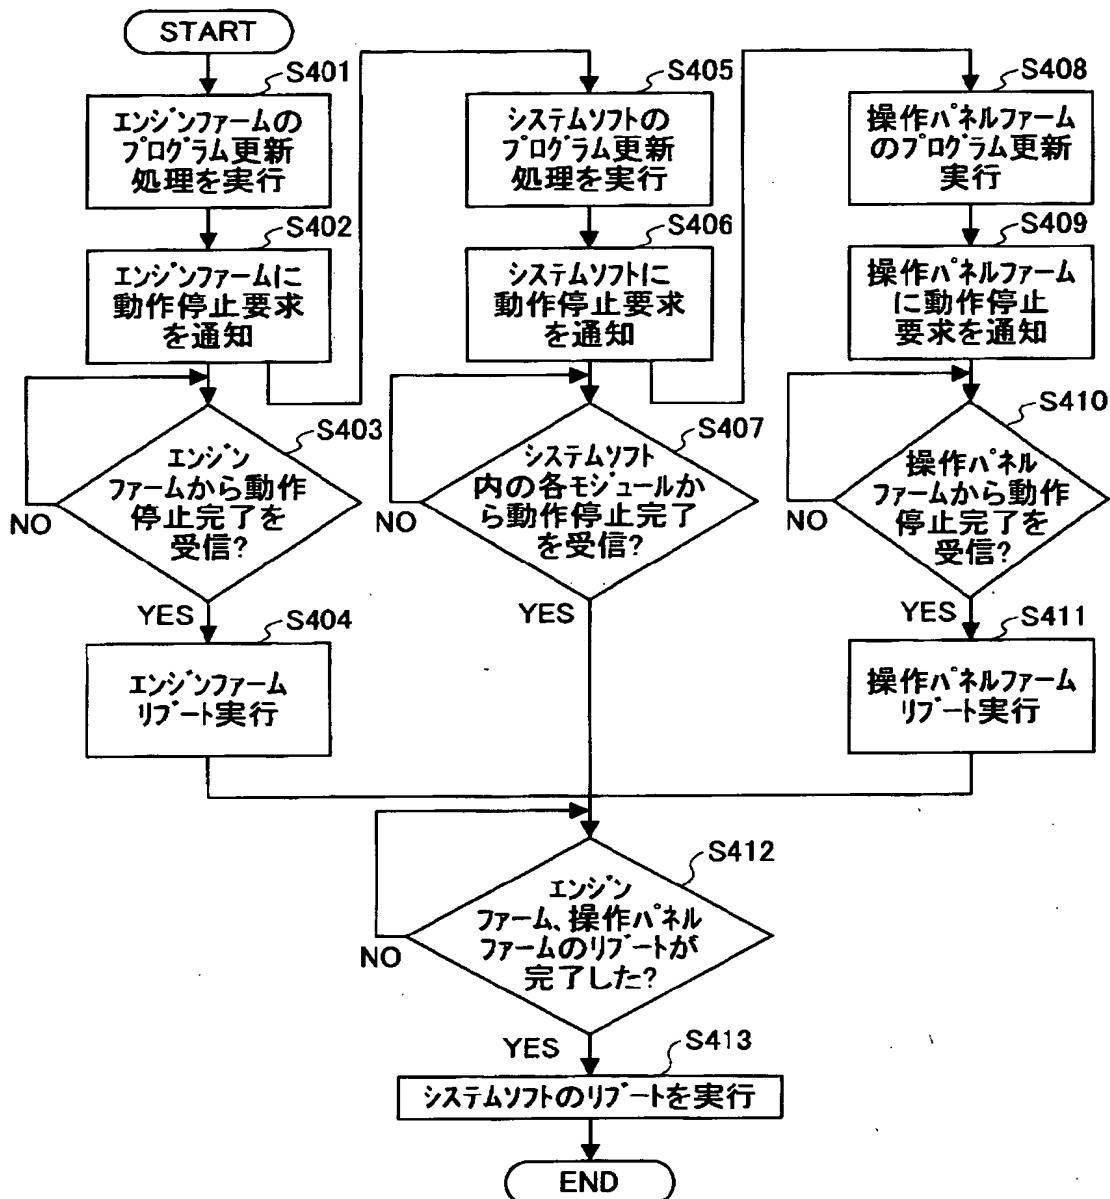 START
S401
エンジンファームの
プログラム更新
処理を実行
S402
エンジンファームに
動作停止要求
を通知
S403
エンジン
ファームから動作
停止完了を
受信?
NO
YES
S404
エンジンファーム
リブート実行
S405
システムソフトの
プログラム更新
処理を実行
S406
システムソフトに
動作停止要求
を通知
S407
システムソフト
内の各モジュールか
ら動作停止完了
を受信?
NO
YES
S408
操作パネルファーム
のプログラム更新
実行
S409
操作パネルファーム
に動作停止
要求を通知
S410
操作パネル
ファームから動作
停止完了を
受信?
NO
YES
S411
操作パネルファーム
リブート実行
S412
エンジン
ファーム、操作パネル
ファームのリブートが
完了した?
NO
YES
S413
システムソフトのリブートを実行
END